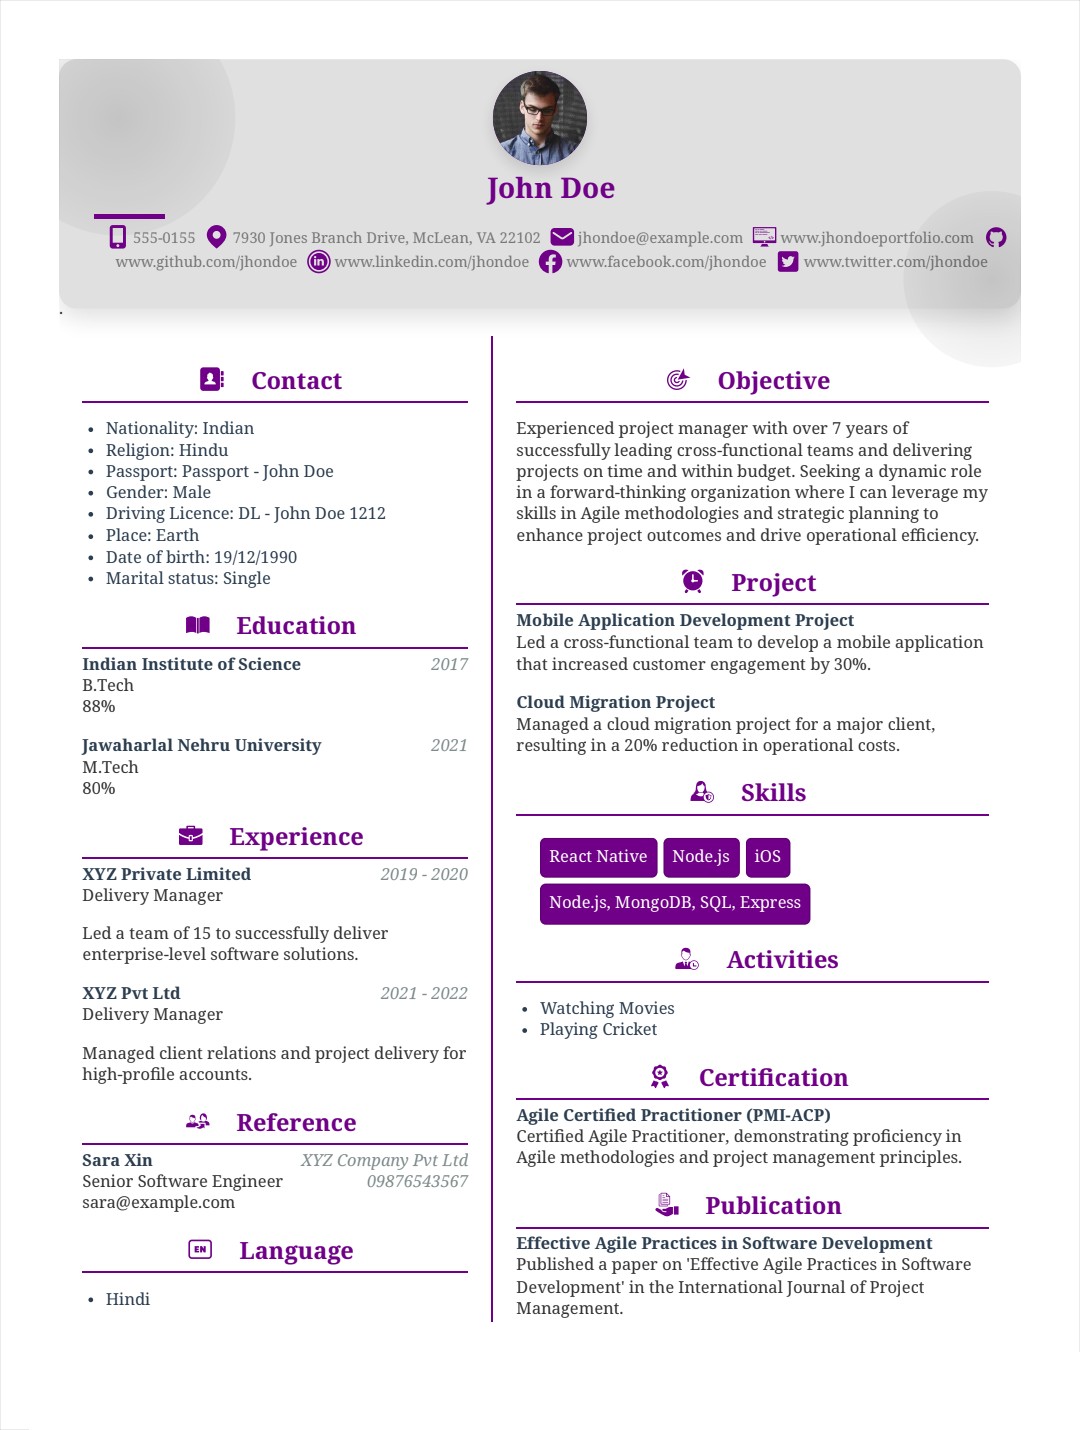 John Doe
555-0155 7930 Jones Branch Drive, McLean, VA 22102 jhondoe@example.com www.jhondoeportfolio.com
www.github.com/jhondoe www.linkedin.com/jhondoe www.facebook.com/jhondoe www.twitter.com/jhondoe
.
Contact
• Nationality: Indian
• Religion: Hindu
• Passport: Passport - John Doe
• Gender: Male
• Driving Licence: DL - John Doe 1212
• Place: Earth
• Date of birth: 19/12/1990
• Marital status: Single
Education
Indian Institute of Science 2017
B.Tech
88%
Jawaharlal Nehru University 2021
M.Tech
80%
Experience
XYZ Private Limited 2019 - 2020
Delivery Manager
Led a team of 15 to successfully deliver
enterprise-level software solutions.
XYZ Pvt Ltd 2021 - 2022
Delivery Manager
Managed client relations and project delivery for
high-profile accounts.
Reference
Sara Xin XYZ Company Pvt Ltd
Senior Software Engineer 09876543567
sara@example.com
EN Language
• Hindi
Objective
Experienced project manager with over 7 years of
successfully leading cross-functional teams and delivering
projects on time and within budget. Seeking a dynamic role
in a forward-thinking organization where I can leverage my
skills in Agile methodologies and strategic planning to
enhance project outcomes and drive operational efficiency.
Project
Mobile Application Development Project
Led a cross-functional team to develop a mobile application
that increased customer engagement by 30%.
Cloud Migration Project
Managed a cloud migration project for a major client,
resulting in a 20% reduction in operational costs.
Skills
React Native Node.js iOS
Node.js, MongoDB, SQL, Express
Activities
• Watching Movies
• Playing Cricket
Certification
Agile Certified Practitioner (PMI-ACP)
Certified Agile Practitioner, demonstrating proficiency in
Agile methodologies and project management principles.
Publication
Effective Agile Practices in Software Development
Published a paper on 'Effective Agile Practices in Software
Development' in the International Journal of Project
Management.